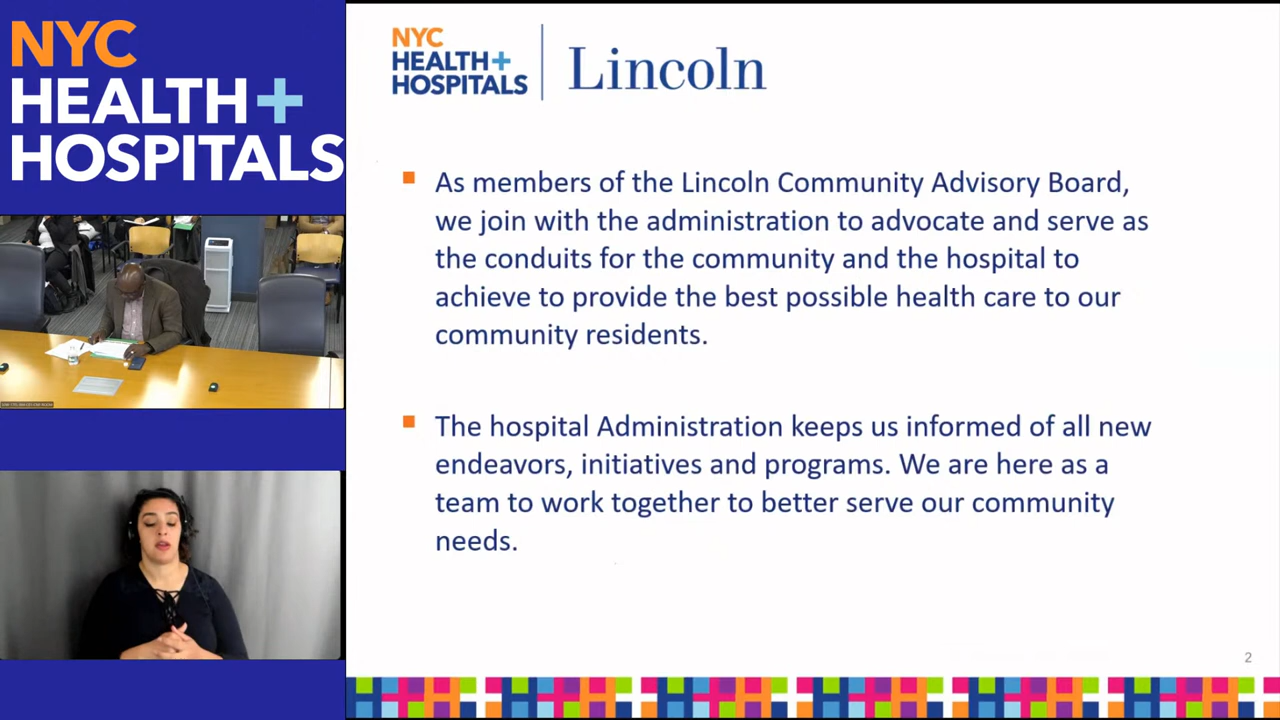 NYC
HEALTH+
HOSPITALS
NYC
HEALTH+
HOSPITALS
Lincoln
As members of the Lincoln Community Advisory Board,
we join with the administration to advocate and serve as
the conduits for the community and the hospital to
achieve to provide the best possible health care to our
community residents.
The hospital Administration keeps us informed of all new
endeavors, initiatives and programs. We are here as a
team to work together to better serve our community
needs.
2